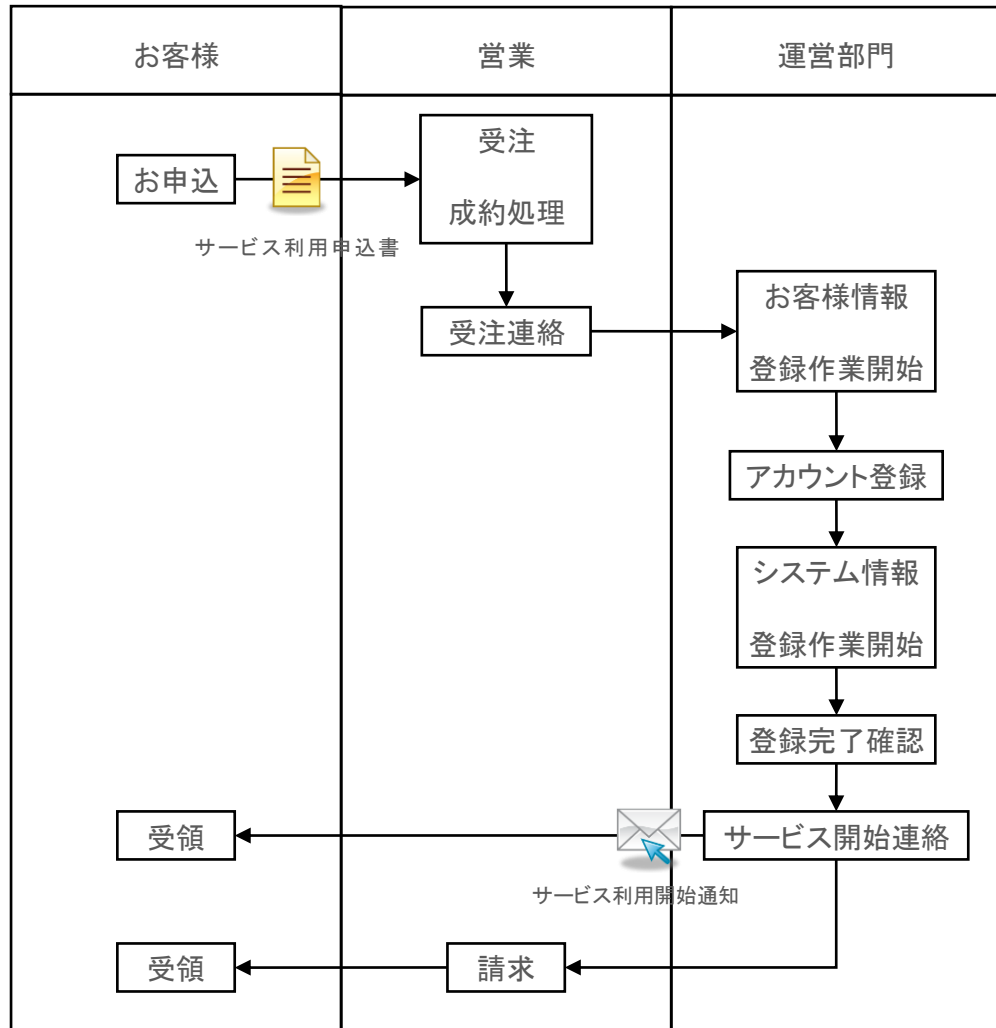 お客様
営業
運営部門
お申込
サービス利用申込書
受注
成約処理
受注連絡
お客様情報
登録作業開始
アカウント登録
システム情報
登録作業開始
登録完了確認
サービス開始連絡
サービス利用開始通知
受領
請求
受領